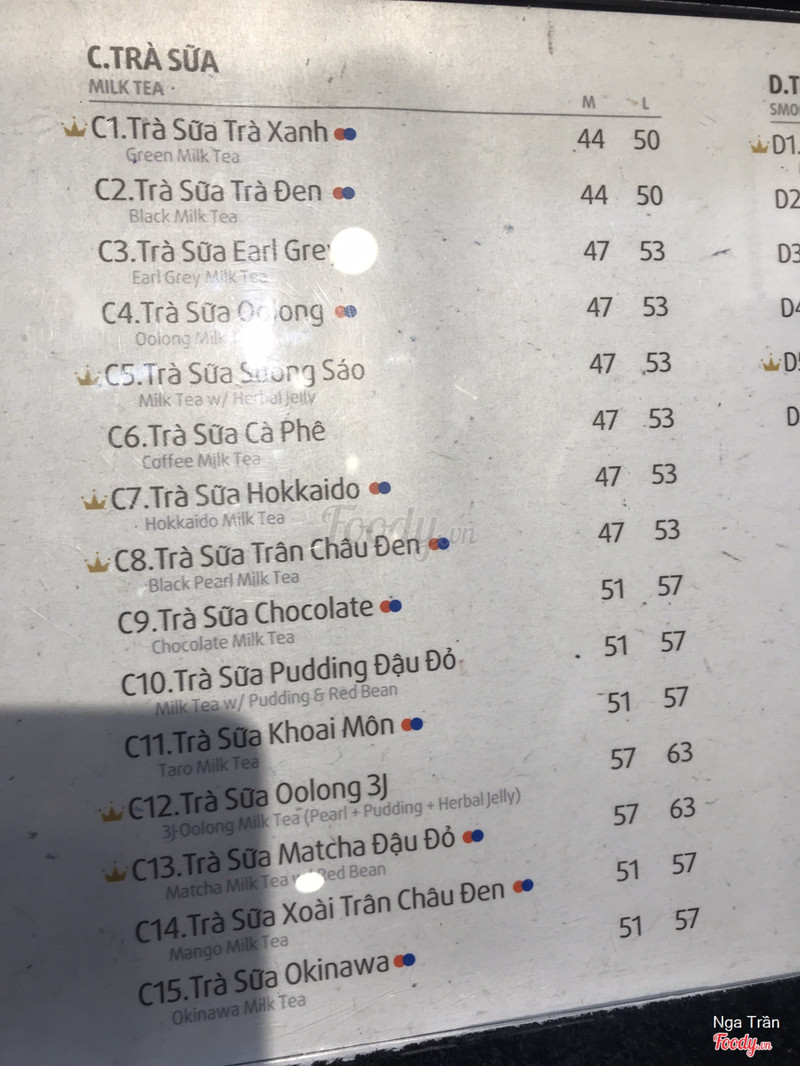 C.TRÀ SỮA
MILK TEA
M L
C1.Trà Sữa Trà Xanh 44 50
Green Milk Tea
C2.Trà Sữa Trà Đen 44 50
Black Milk Tea
C3.Trà Sữa Earl Gre 47 53
Earl Grey Milk Tea
C4.Trà Sữa Oolong 47 53
Oolong Milk
C5.Trà Sữa Sương Sáo 47 53
Milk Tea w/ Herbal Jelly
C6.Trà Sữa Cà Phê 47 53
Coffee Milk Tea
C7.Trà Sữa Hokkaido 47 53
Hokkaido Milk Tea
C8.Trà Sữa Trân Châu Đen 47 53
Black Pearl Milk Tea
C9.Trà Sữa Chocolate 51 57
Chocolate Milk Tea
C10.Trà Sữa Pudding Đậu Đỏ 51 57
Milk Tea w/ Pudding & Red Bean
C11.Trà Sữa Khoai Môn 51 57
Taro Milk Tea
C12.Trà Sữa Oolong 3J 57 63
3J Oolong Milk Tea (Pearl + Pudding + Herbal Jelly)
C13.Trà Sữa Matcha Đậu Đỏ 57 63
Matcha Milk Tea Red Bean
C14.Trà Sữa Xoài Trân Châu Đen 51 57
Mango Milk Tea
C15.Trà Sữa Okinawa 51 57
Okinawa Milk Tea
D.T
SMO
D1.
D2
D3
D4
D5
D
Foody.vn
Nga Trần
Foody.vn